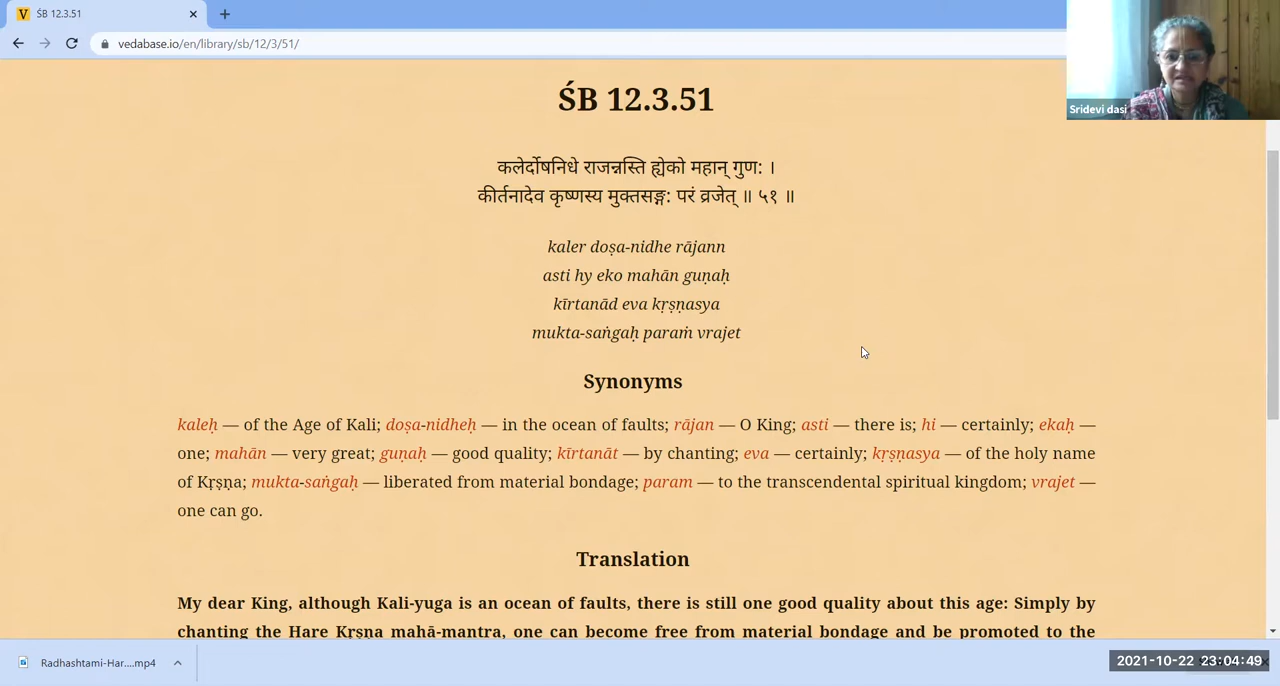 ŚB 12.3.51
vedabase.io/en/library/sb/12/3/51/
Sridevi dasi
ŚB 12.3.51
कलेर्दोषनिधे राजन्नस्ति ह्येको महान् गुण: ।
कीर्तनादेव कृष्णस्य मुक्तसङ्ग: परं व्रजेत् ॥ ५१ ॥
kaler doṣa-nidhe rājann
asti hy eko mahān guṇaḥ
kīrtanād eva kṛṣṇasya
mukta-saṅgaḥ paraṁ vrajet
Synonyms
kaleḥ — of the Age of Kali; doṣa-nidheḥ — in the ocean of faults; rājan — O King; asti — there is; hi — certainly; ekaḥ —
one; mahān — very great; guṇaḥ — good quality; kīrtanāt — by chanting; eva — certainly; kṛṣṇasya — of the holy name
of Kṛṣṇa; mukta-saṅgaḥ — liberated from material bondage; param — to the transcendental spiritual kingdom; vrajet —
one can go.
Translation
My dear King, although Kali-yuga is an ocean of faults, there is still one good quality about this age: Simply by
chanting the Hare Kṛṣṇa mahā-mantra, one can become free from material bondage and be promoted to the
Radhashtami-Har....mp4
2021-10-22 23:04:49